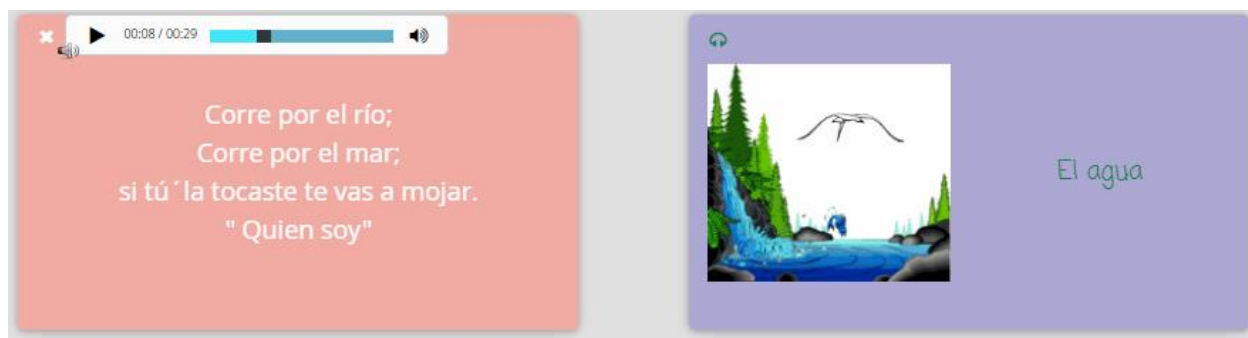 00:08 / 00:29
Corre por el río;
Corre por el mar;
si tú ´la tocaste te vas a mojar.
" Quien soy"
El agua